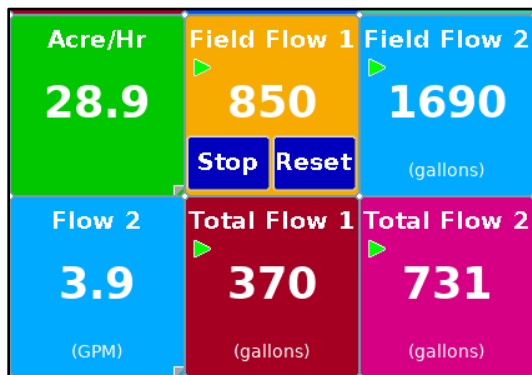 Acre/Hr
28.9
Field Flow 1
850
Stop Reset
Field Flow 2
1690
(gallons)
Flow 2
3.9
(GPM)
Total Flow 1
370
(gallons)
Total Flow 2
731
(gallons)